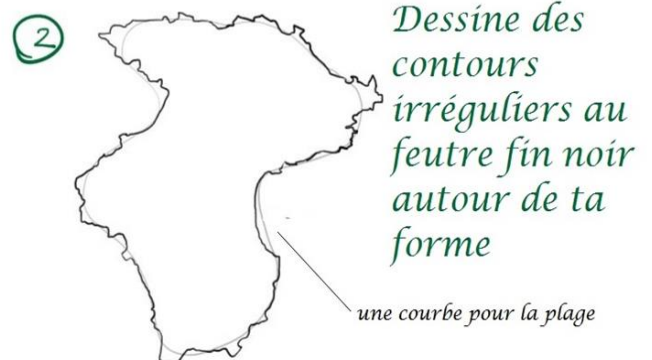 2
Dessine des
contours
irréguliers au
feutre fin noir
autour de ta
forme
une courbe pour la plage